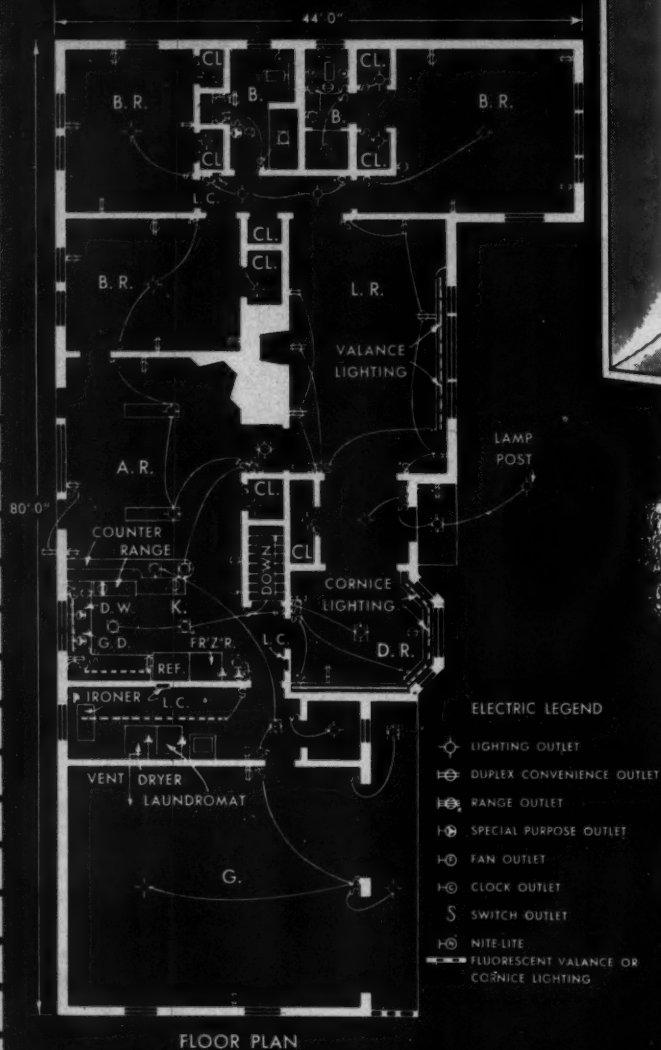 44'0"
CL
CL
B.R.
B.
B.
B.R.
CL
CL
L.C.
CL.
CL.
B.R.
L.R.
VALANCE
LIGHTING
LAMP
POST
A.R.
80'0"
CL.
COUNTER
RANGE
DOWN
CL
CORNICE
LIGHTING
D.W.
K.
G.D.
L.C.
FR'Z'R.
D.R.
REF.
IRONER
L.C.
ELECTRIC LEGEND
LIGHTING OUTLET
DUPLEX CONVENIENCE OUTLET
VENT
DRYER
LAUNDROMAT
RANGE OUTLET
SPECIAL PURPOSE OUTLET
F FAN OUTLET
G.
C CLOCK OUTLET
S SWITCH OUTLET
N NITE-LITE
FLUORESCENT VALANCE OR
CORNICE LIGHTING
FLOOR PLAN